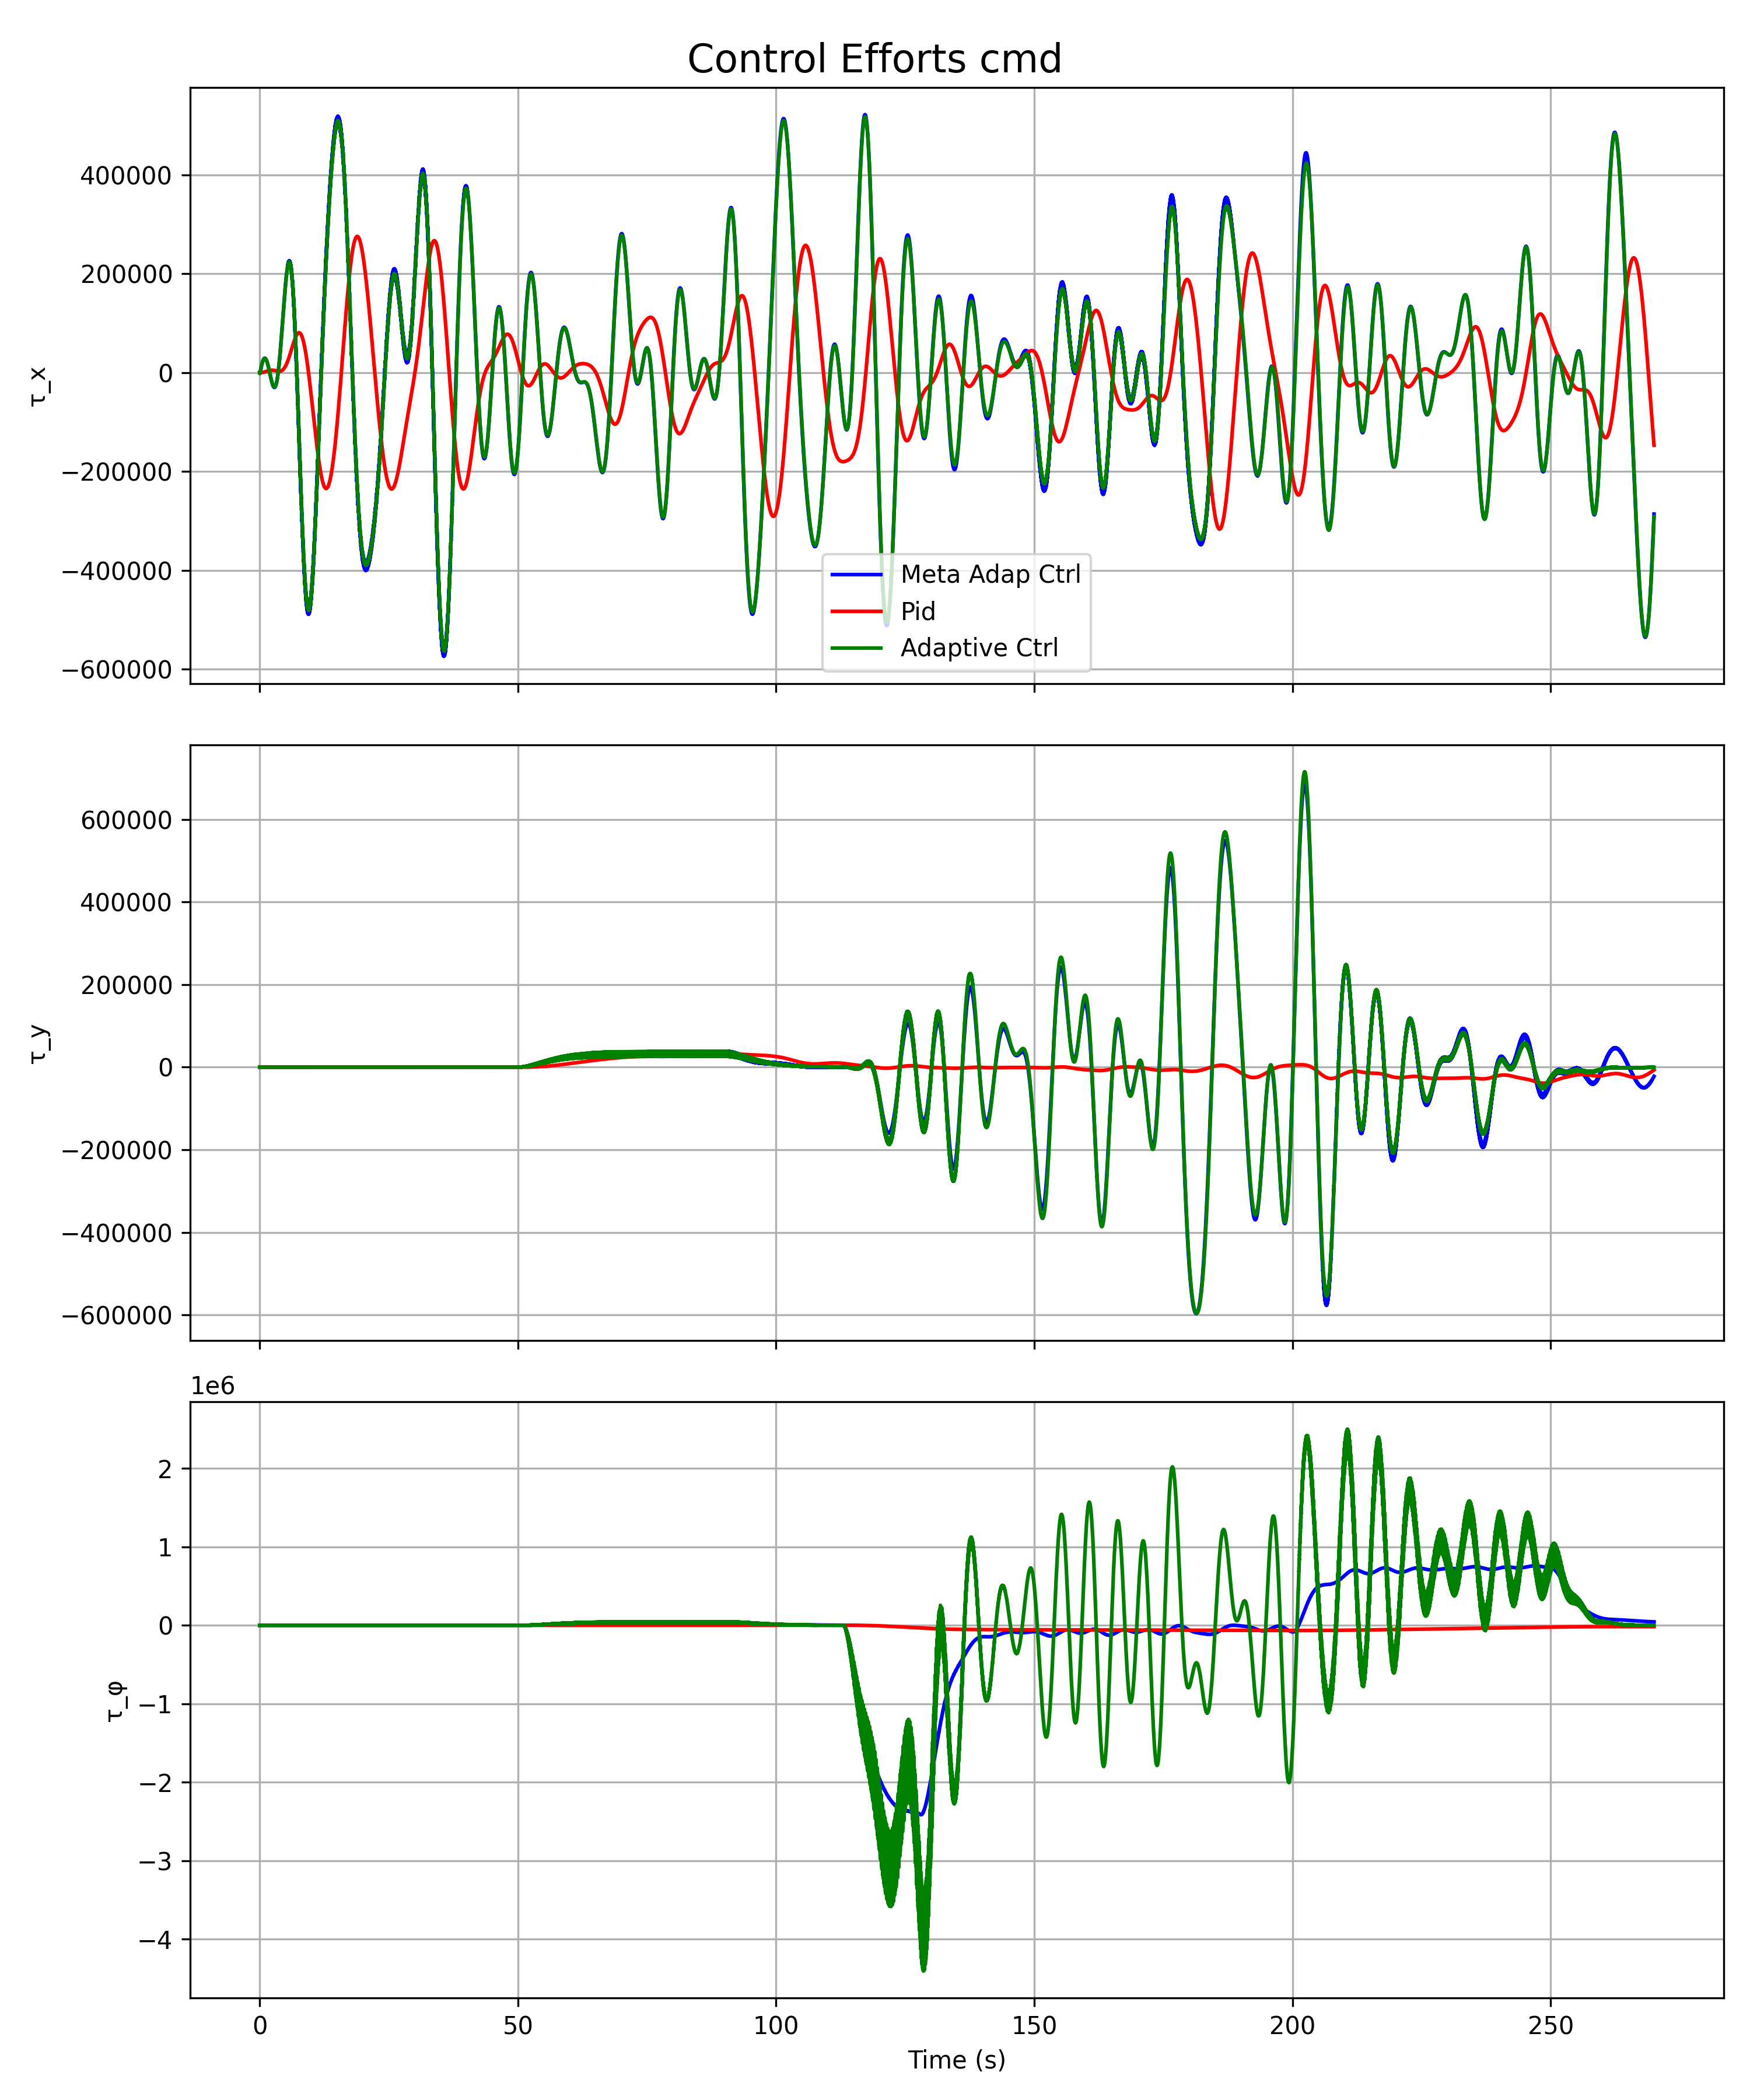 Control Efforts cmd
400000
200000
0
−200000
−400000
−600000
τ_x
Meta Adap Ctrl
Pid
Adaptive Ctrl
600000
400000
200000
0
−200000
−400000
−600000
τ_y
1e6
2
1
0
−1
−2
−3
−4
τ_φ
0 50 100 150 200 250
Time (s)